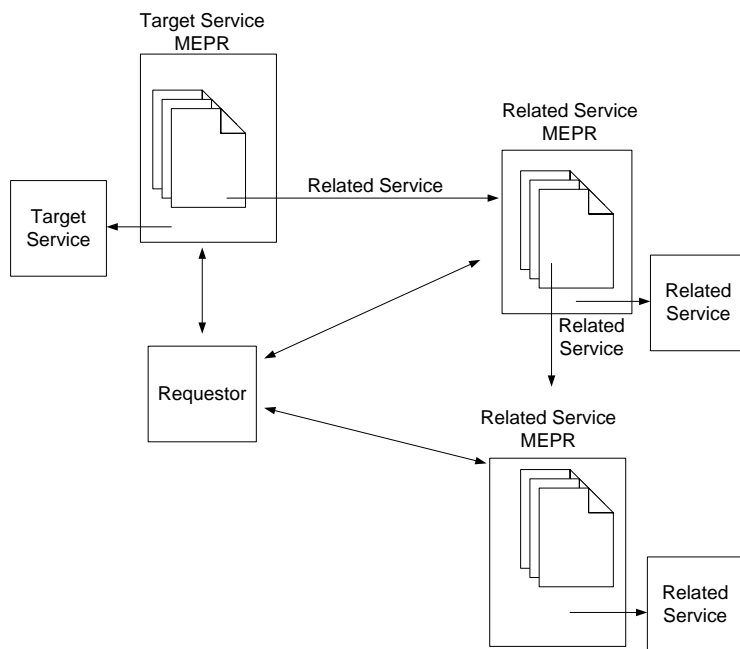 Target Service
MEPR
Related Service
MEPR
Related Service
Target
Service
Related
Service
Related
Service
Requestor
Related Service
MEPR
Related
Service